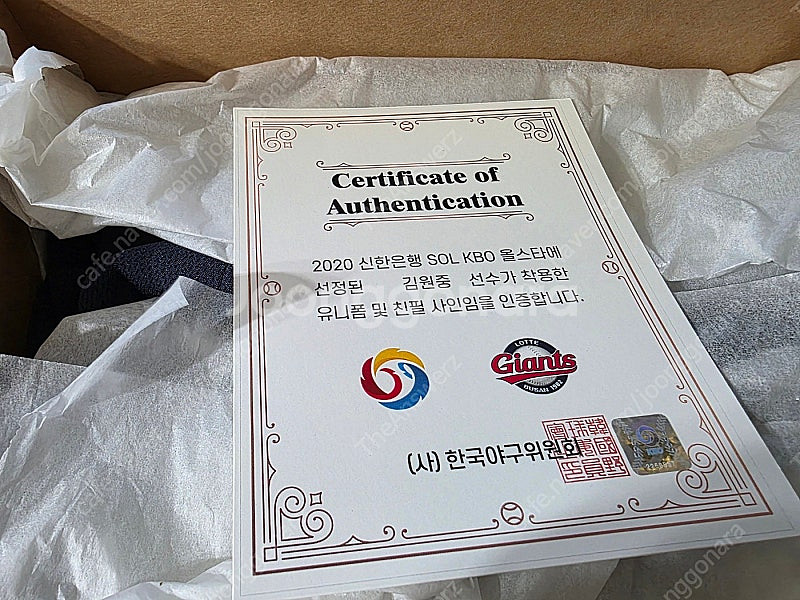 Certificate of
Authentication
2020 신한은행 SOL KBO 올스타에
선정된 김원중 선수가 착용한
유니폼 및 친필 사인임을 인증합니다.
LOTTE
Giants
BUSAN 1982
(사) 한국야구위원회